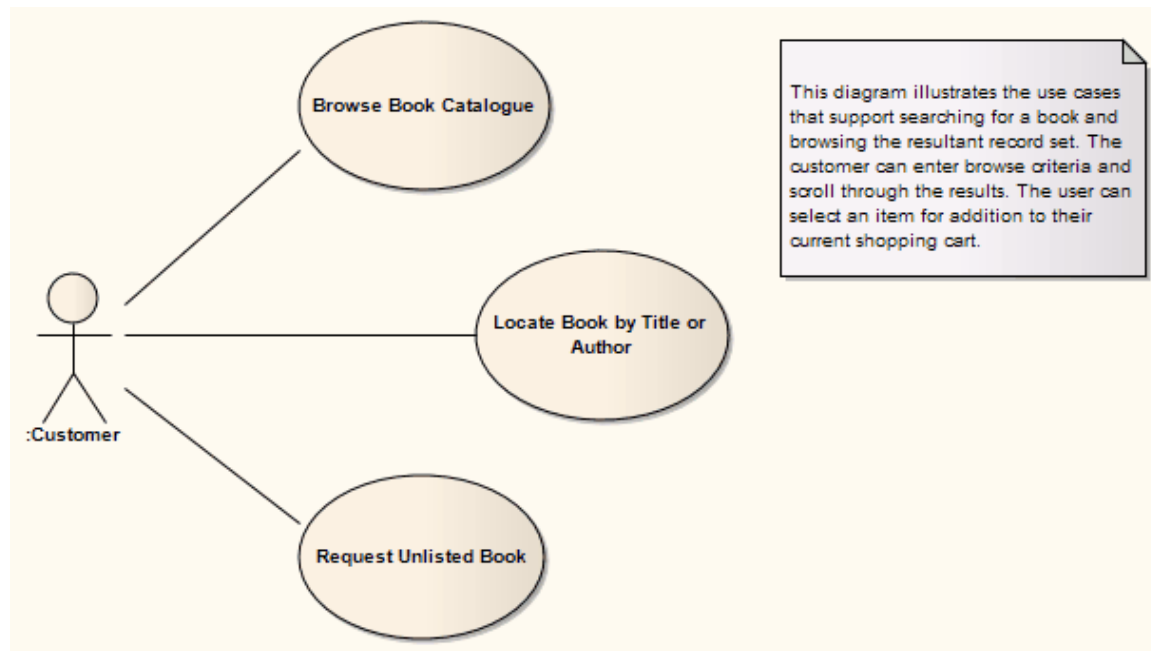 Browse Book Catalogue
This diagram illustrates the use cases
that support searching for a book and
browsing the resultant record set. The
customer can enter browse criteria and
scroll through the results. The user can
select an item for addition to their
current shopping cart.
Locate Book by Title or
Author
:Customer
Request Unlisted Book